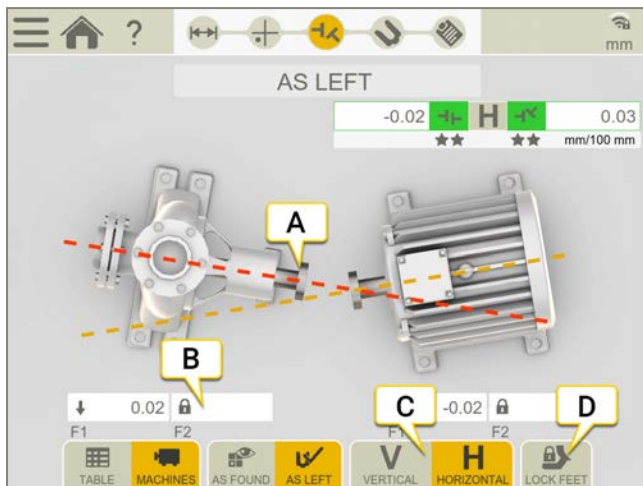 ?
mm
AS LEFT
-0.02 H 0.03
mm/100 mm
A
B
C
D
0.02
-0.02
F1 F2
F1 F2
TABLE MACHINES AS FOUND AS LEFT V VERTICAL H HORIZONTAL LOCK FEET